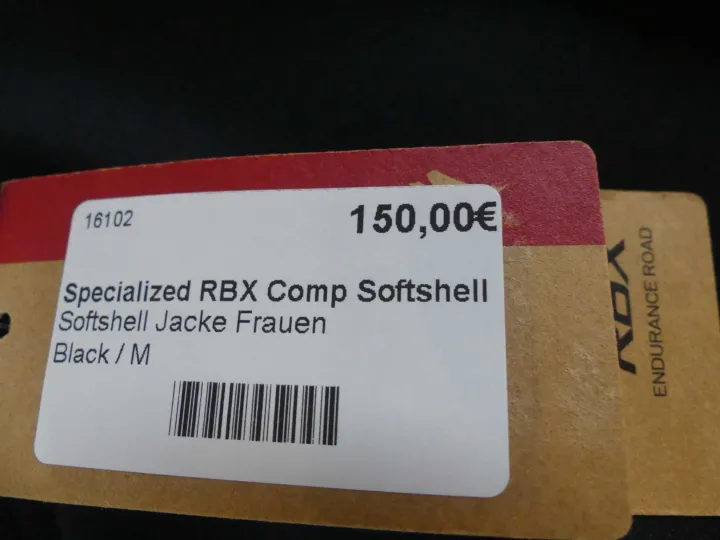 16102
150,00€
Specialized RBX Comp Softshell
Softshell Jacke Frauen
Black / M
RBX
ENDURANCE ROAD